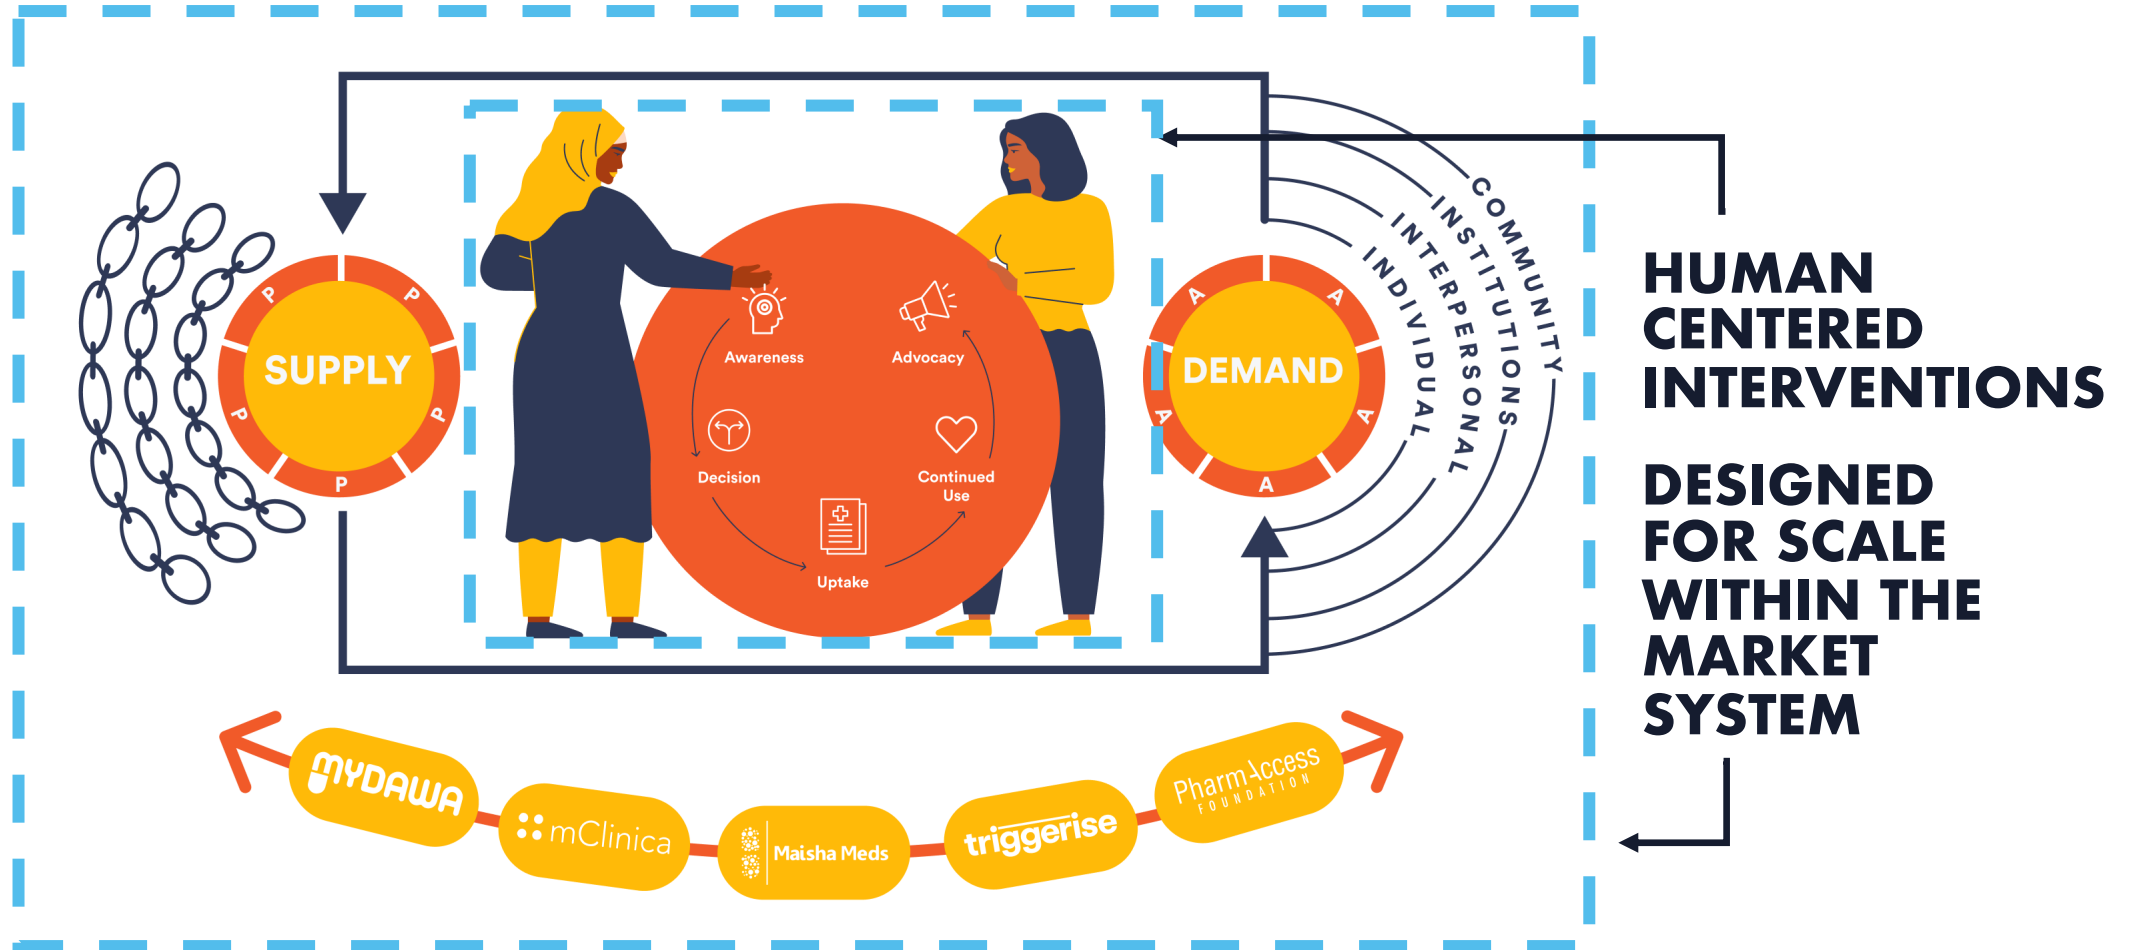 P
P
P
P
P
SUPPLY
Awareness
Advocacy
Decision
Continued
Use
Uptake
A
A
A
A
A
DEMAND
INDIVIDUAL
INTERPERSONAL
INSTITUTIONS
COMMUNITY
HUMAN
CENTERED
INTERVENTIONS
DESIGNED
FOR SCALE
WITHIN THE
MARKET
SYSTEM
MYDAWA
mClinica
Maisha Meds
triggerise
PharmAccess
FOUNDATION